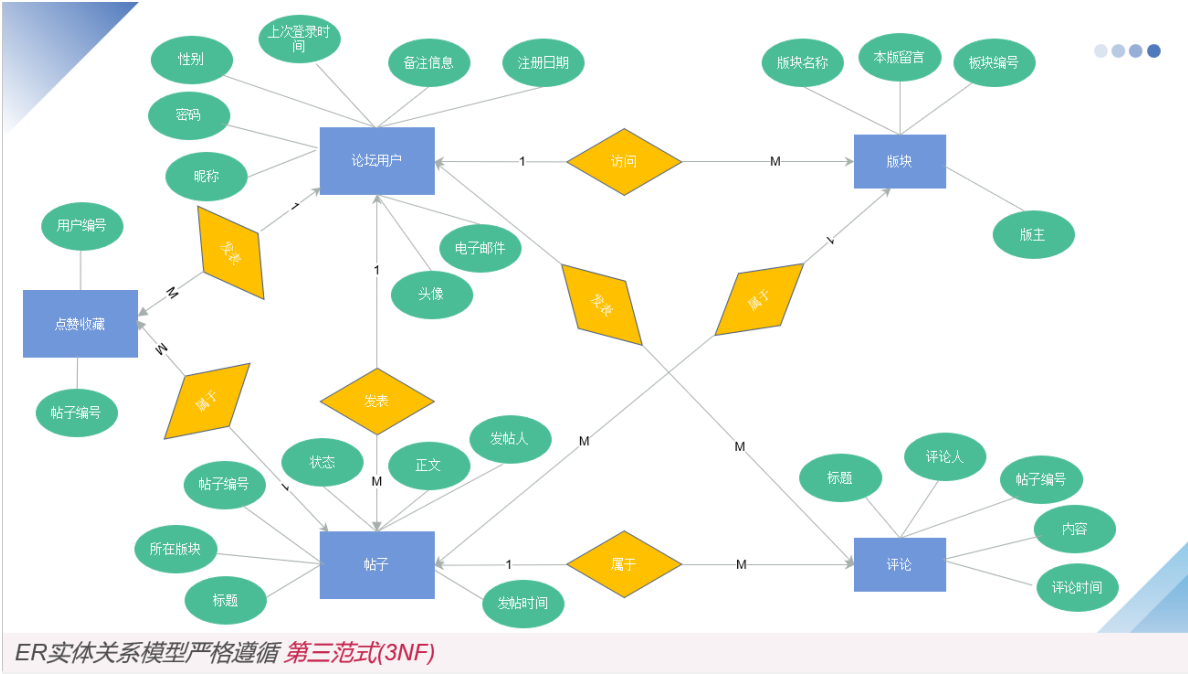 上次登录时
间
性别
备注信息
注册日期
版块名称
本版留言
板块编号
密码
论坛用户
1
访问
M
版块
昵称
用户编号
发表
1
M
版主
电子邮件
头像
1
发表
属于
1
点赞收藏
M
属于
1
帖子编号
发表
M
M
状态
正文
发帖人
M
标题
评论人
帖子编号
帖子编号
内容
所在版块
帖子
1
属于
M
评论
标题
发帖时间
评论时间
ER实体关系模型严格遵循 第三范式(3NF)